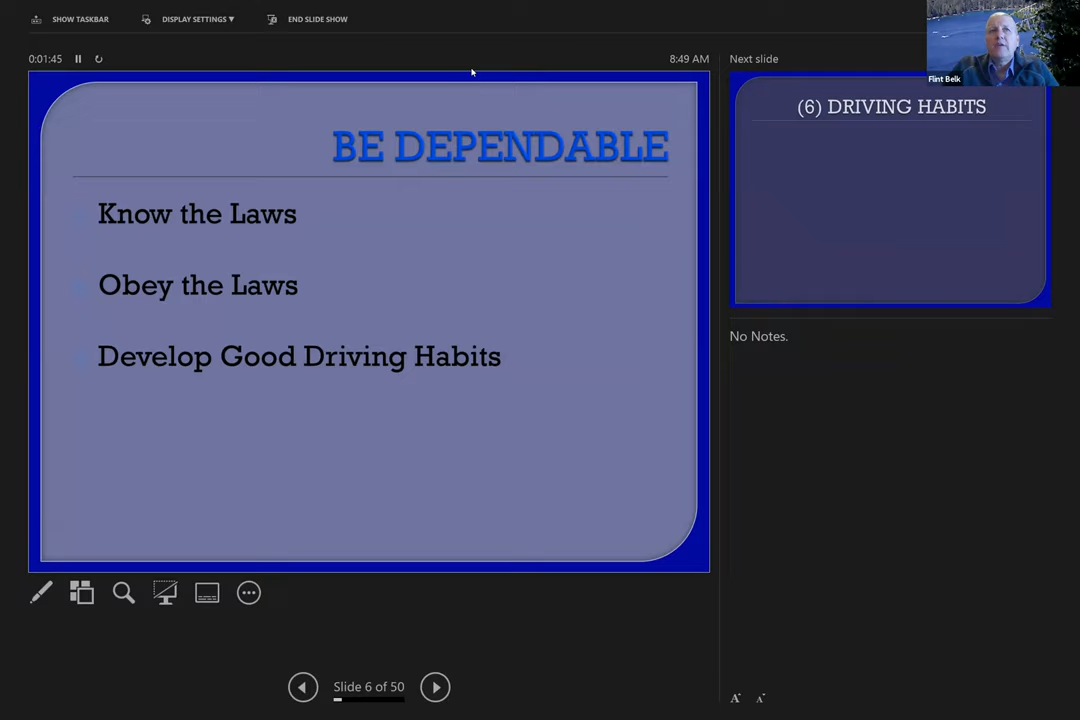 SHOW TASKBAR
DISPLAY SETTINGS ▼
END SLIDE SHOW
0:01:45
8:49 AM
Next slide
Flint Belk
BE DEPENDABLE
Know the Laws
Obey the Laws
Develop Good Driving Habits
(6) DRIVING HABITS
No Notes.
Slide 6 of 50
A
A